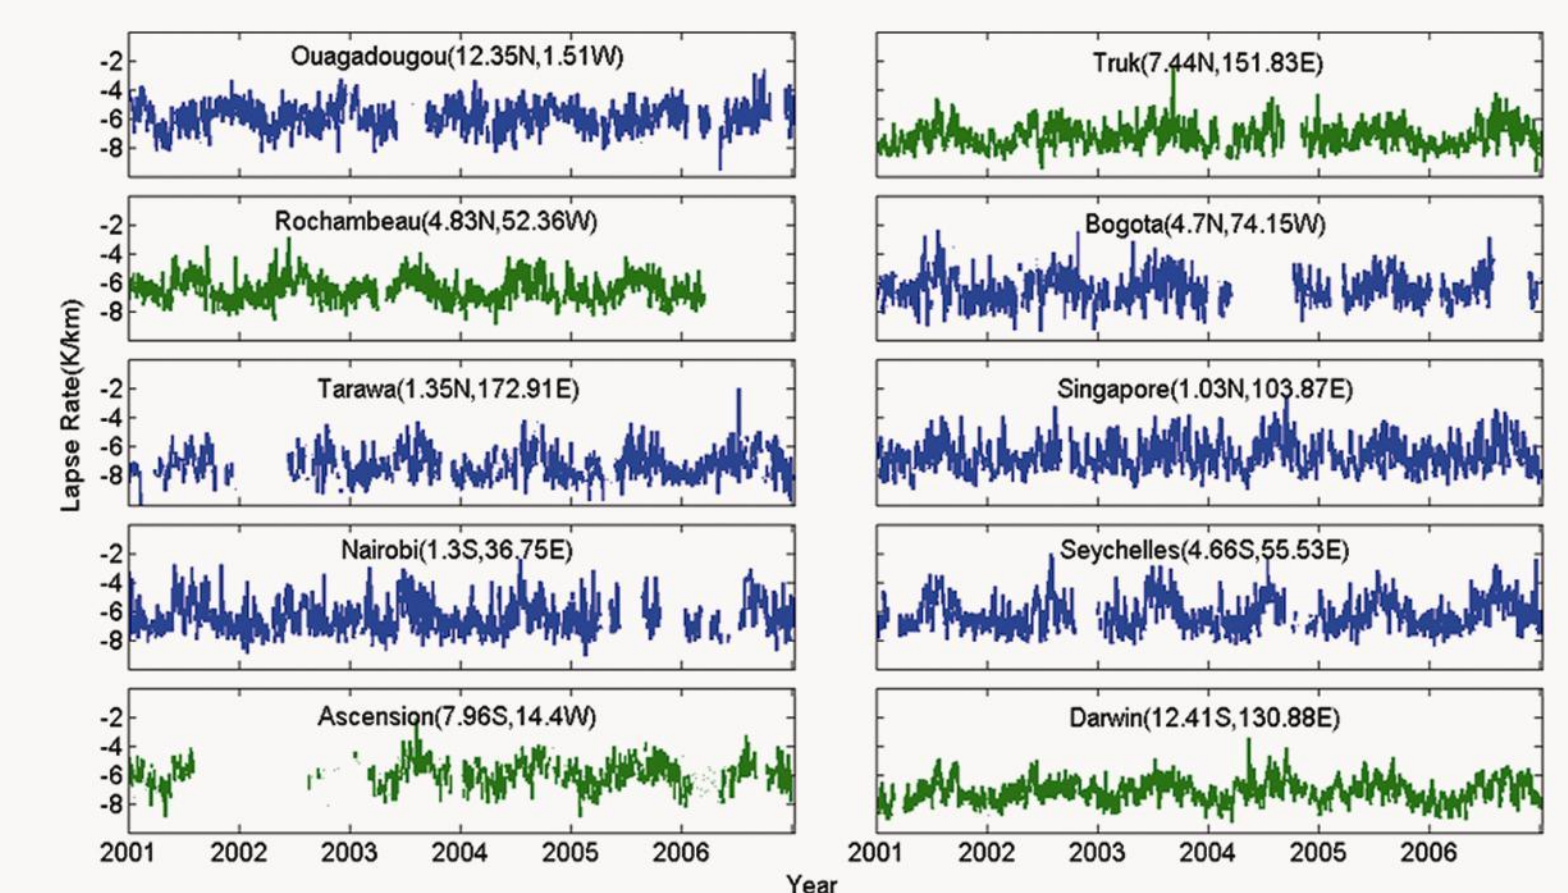 Ouagadougou(12.35N,1.51W)
-2
-4
-6
-8
Truk(7.44N,151.83E)
Rochambeau(4.83N,52.36W)
-2
-4
-6
-8
Bogota(4.7N,74.15W)
Lapse Rate(K/km)
Tarawa(1.35N,172.91E)
-2
-4
-6
-8
Singapore(1.03N,103.87E)
Nairobi(1.3S,36.75E)
-2
-4
-6
-8
Seychelles(4.66S,55.53E)
Ascension(7.96S,14.4W)
-2
-4
-6
-8
Darwin(12.41S,130.88E)
2001 2002 2003 2004 2005 2006
2001 2002 2003 2004 2005 2006
Year